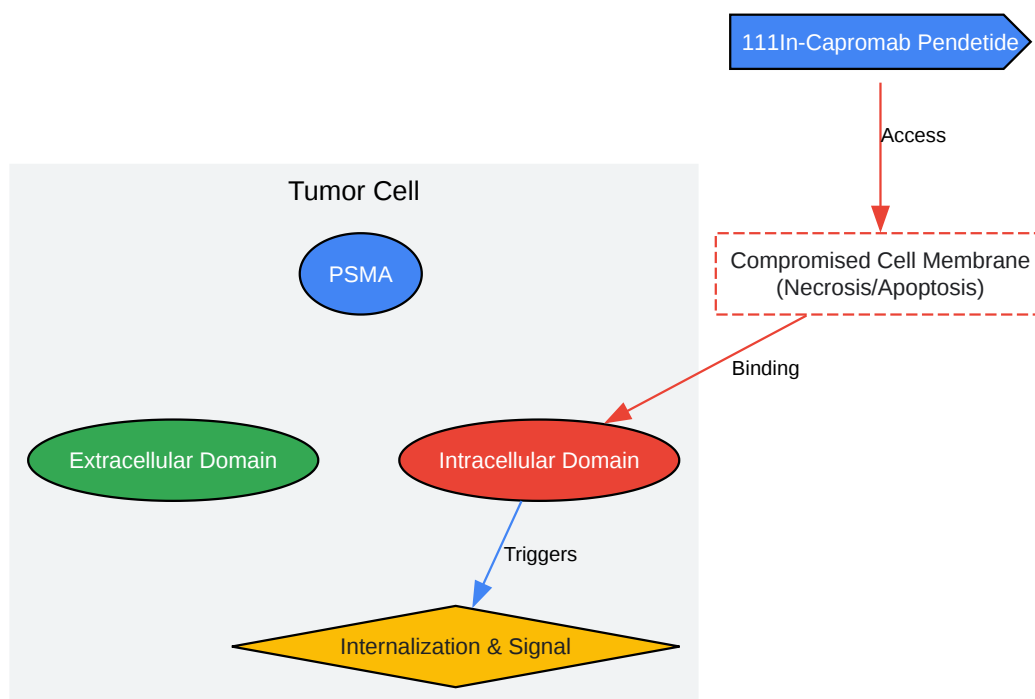 111In-Capromab Pendetide
Access
Tumor Cell
PSMA
Compromised Cell Membrane
(Necrosis/Apoptosis)
Binding
Extracellular Domain
Intracellular Domain
Triggers
Internalization & Signal